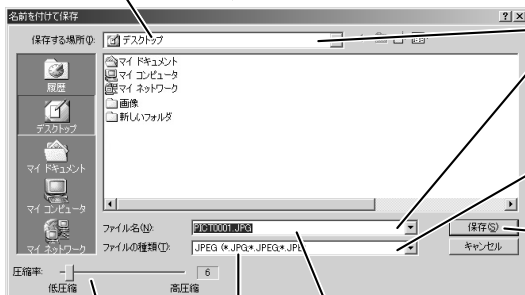 名前を付けて保存
保存する場所(I):
デスクトップ
履歴
デスクトップ
マイ ドキュメント
マイ コンピュータ
マイ ネットワーク
マイ ドキュメント
マイ コンピュータ
マイ ネットワーク
画像
新しいフォルダ
ファイル名(N):
PICT0001.JPG
保存(S)
ファイルの種類(T):
JPEG (*.JPG;*.JPEG;*.JPE
キャンセル
圧縮率:
6
低圧縮
高圧縮